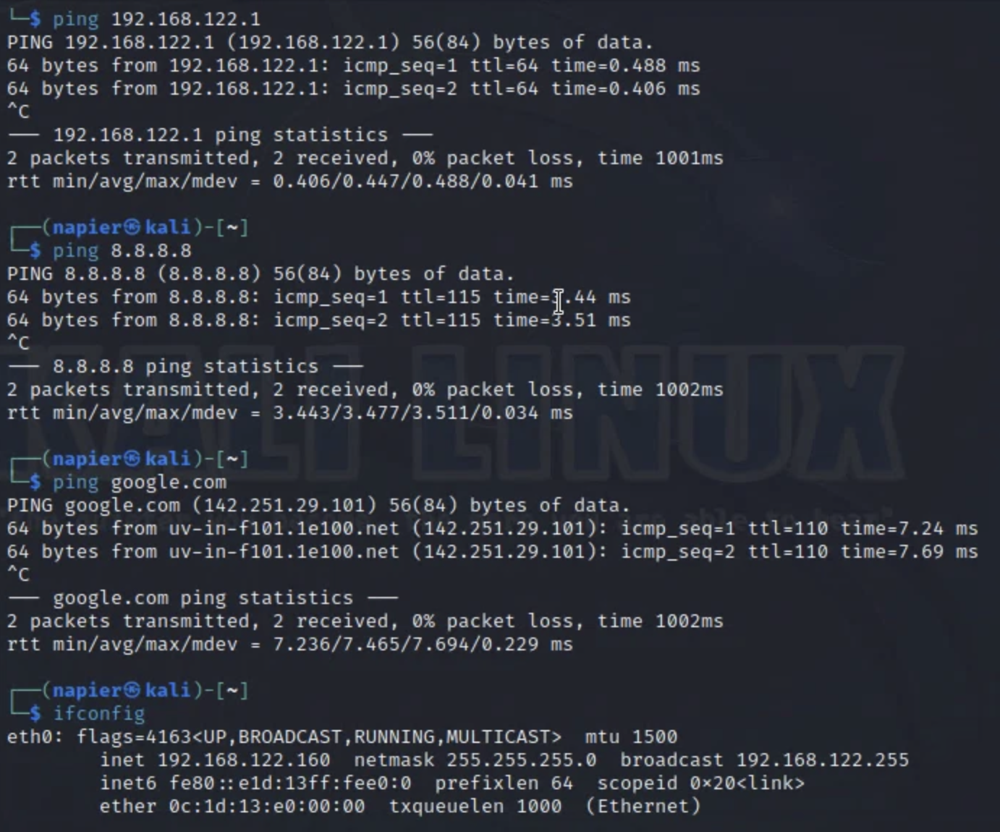 └─$ ping 192.168.122.1
PING 192.168.122.1 (192.168.122.1) 56(84) bytes of data.
64 bytes from 192.168.122.1: icmp_seq=1 ttl=64 time=0.488 ms
64 bytes from 192.168.122.1: icmp_seq=2 ttl=64 time=0.406 ms
^C
--- 192.168.122.1 ping statistics ---
2 packets transmitted, 2 received, 0% packet loss, time 1001ms
rtt min/avg/max/mdev = 0.406/0.447/0.488/0.041 ms
┌──(napier㉿kali)-[~]
└─$ ping 8.8.8.8
PING 8.8.8.8 (8.8.8.8) 56(84) bytes of data.
64 bytes from 8.8.8.8: icmp_seq=1 ttl=115 time=3.44 ms
64 bytes from 8.8.8.8: icmp_seq=2 ttl=115 time=3.51 ms
^C
--- 8.8.8.8 ping statistics ---
2 packets transmitted, 2 received, 0% packet loss, time 1002ms
rtt min/avg/max/mdev = 3.443/3.477/3.511/0.034 ms
KALI LINUX
┌──(napier㉿kali)-[~]
└─$ ping google.com
PING google.com (142.251.29.101) 56(84) bytes of data.
64 bytes from uv-in-f101.1e100.net (142.251.29.101): icmp_seq=1 ttl=110 time=7.24 ms
64 bytes from uv-in-f101.1e100.net (142.251.29.101): icmp_seq=2 ttl=110 time=7.69 ms
^C
--- google.com ping statistics ---
2 packets transmitted, 2 received, 0% packet loss, time 1002ms
rtt min/avg/max/mdev = 7.236/7.465/7.694/0.229 ms
┌──(napier㉿kali)-[~]
└─$ ifconfig
eth0: flags=4163<UP,BROADCAST,RUNNING,MULTICAST>  mtu 1500
inet 192.168.122.160  netmask 255.255.255.0  broadcast 192.168.122.255
inet6 fe80::e1d:13ff:fee0:0  prefixlen 64  scopeid 0x20<link>
ether 0c:1d:13:e0:00:00  txqueuelen 1000  (Ethernet)